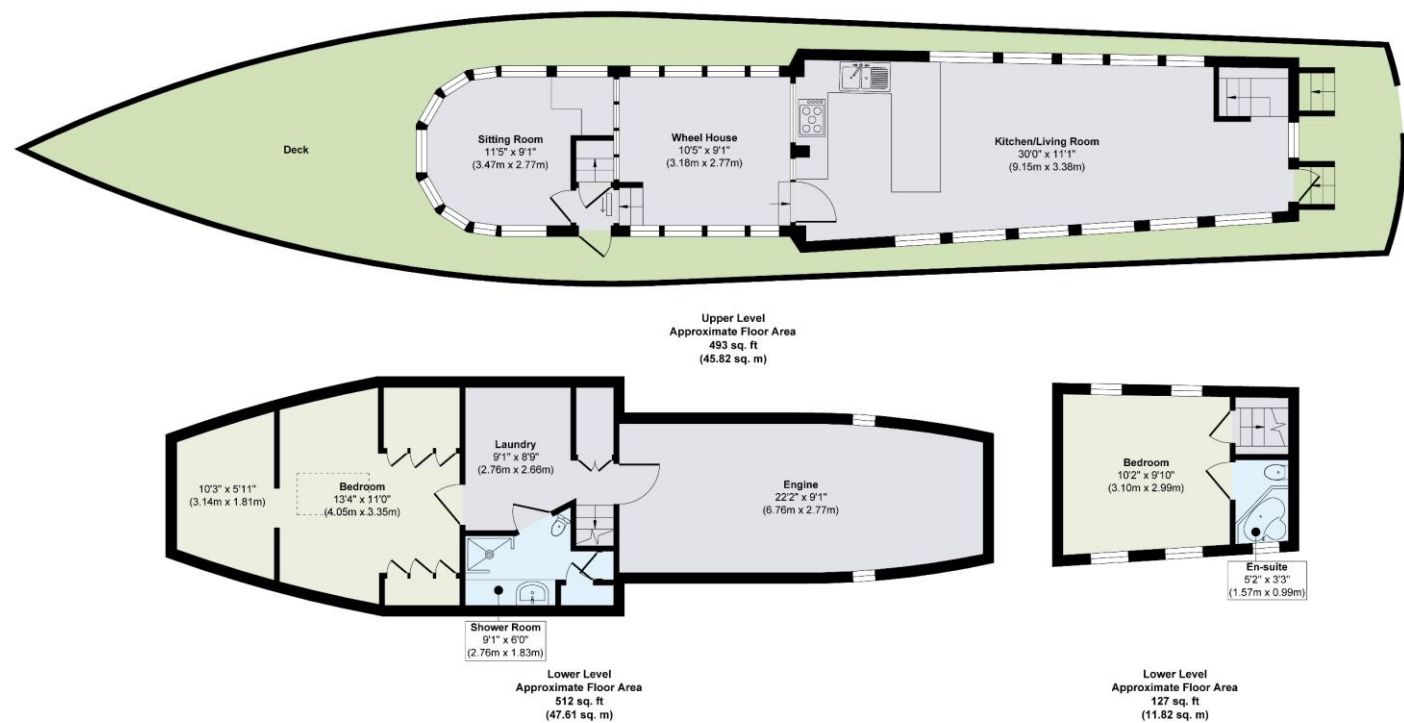 Deck
Sitting Room
11'5" x 9'1"
(3.47m x 2.77m)
Wheel House
10'5" x 9'1"
(3.18m x 2.77m)
Kitchen/Living Room
30'0" x 11'1"
(9.15m x 3.38m)
Upper Level
Approximate Floor Area
493 sq. ft
(45.82 sq. m)
10'3" x 5'11"
(3.14m x 1.81m)
Bedroom
13'4" x 11'0"
(4.05m x 3.35m)
Laundry
9'1" x 8'9"
(2.76m x 2.66m)
Engine
22'2" x 9'1"
(6.76m x 2.77m)
Shower Room
9'1" x 6'0"
(2.76m x 1.83m)
Lower Level
Approximate Floor Area
512 sq. ft
(47.61 sq. m)
Bedroom
10'2" x 9'10"
(3.10m x 2.99m)
En-suite
5'2" x 3'3"
(1.57m x 0.99m)
Lower Level
Approximate Floor Area
127 sq. ft
(11.82 sq. m)